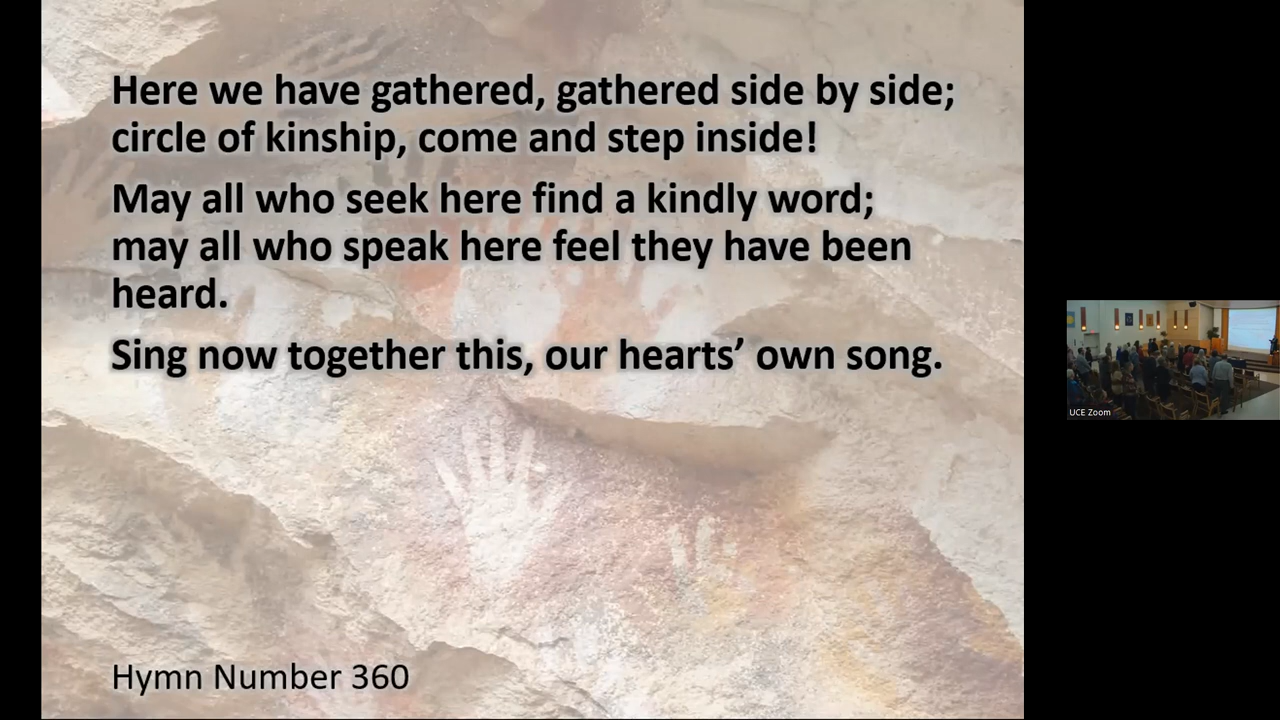 Here we have gathered, gathered side by side;
circle of kinship, come and step inside!
May all who seek here find a kindly word;
may all who speak here feel they have been
heard.
Sing now together this, our hearts’ own song.
Hymn Number 360
UCE Zoom